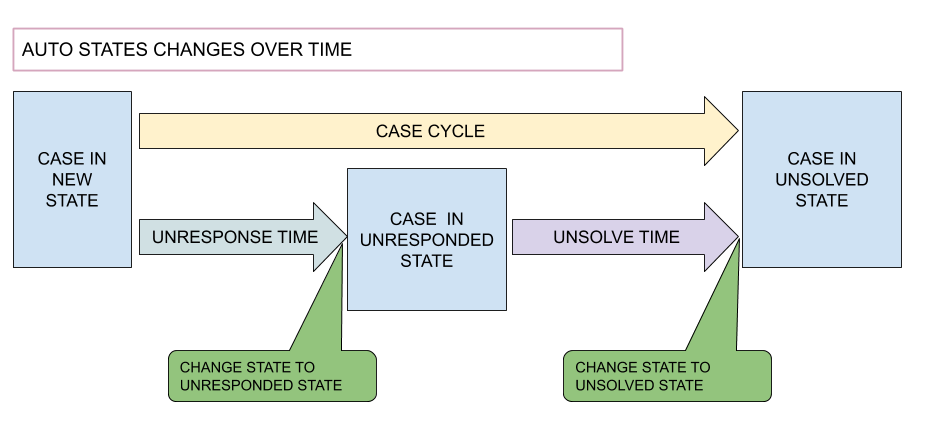 AUTO STATES CHANGES OVER TIME
CASE CYCLE
CASE IN
NEW
STATE
CASE IN
UNSOLVED
STATE
UNRESPONSE TIME
CASE  IN
UNRESPONDED
STATE
UNSOLVE TIME
CHANGE STATE TO
UNRESPONDED STATE
CHANGE STATE TO
UNSOLVED STATE